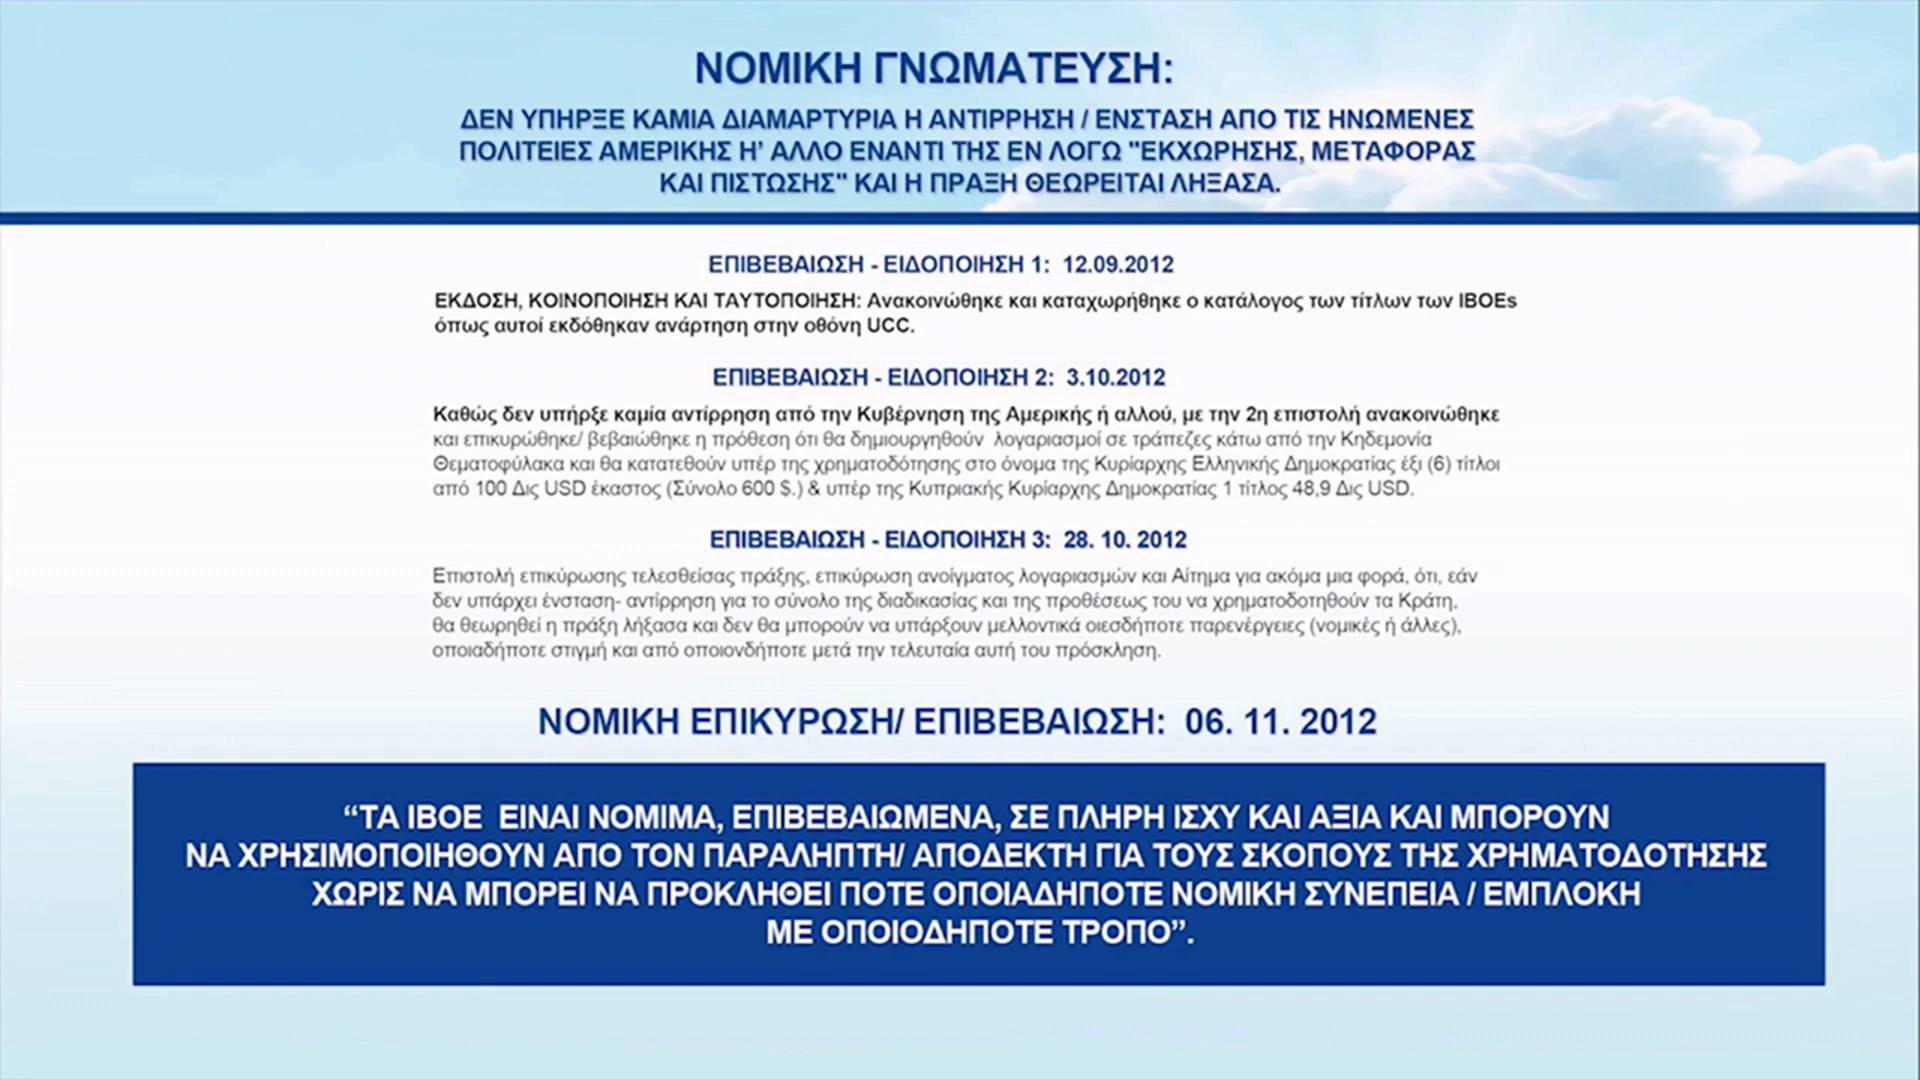 ΝΟΜΙΚΗ ΓΝΩΜΑΤΕΥΣΗ:
ΔΕΝ ΥΠΗΡΞΕ ΚΑΜΙΑ ΔΙΑΜΑΡΤΥΡΙΑ Η ΑΝΤΙΡΡΗΣΗ / ΕΝΣΤΑΣΗ ΑΠΟ ΤΙΣ ΗΝΩΜΕΝΕΣ
ΠΟΛΙΤΕΙΕΣ ΑΜΕΡΙΚΗΣ Η’ ΑΛΛΟ ΕΝΑΝΤΙ ΤΗΣ ΕΝ ΛΟΓΩ "ΕΚΧΩΡΗΣΗΣ, ΜΕΤΑΦΟΡΑΣ
ΚΑΙ ΠΙΣΤΩΣΗΣ" ΚΑΙ Η ΠΡΑΞΗ ΘΕΩΡΕΙΤΑΙ ΛΗΞΑΣΑ.
ΕΠΙΒΕΒΑΙΩΣΗ - ΕΙΔΟΠΟΙΗΣΗ 1: 12.09.2012
ΕΚΔΟΣΗ, ΚΟΙΝΟΠΟΙΗΣΗ ΚΑΙ ΤΑΥΤΟΠΟΙΗΣΗ: Ανακοινώθηκε και καταχωρήθηκε ο κατάλογος των τίτλων των IBOEs
όπως αυτοί εκδόθηκαν ανάρτηση στην οθόνη UCC.
ΕΠΙΒΕΒΑΙΩΣΗ - ΕΙΔΟΠΟΙΗΣΗ 2: 3.10.2012
Καθώς δεν υπήρξε καμία αντίρρηση από την Κυβέρνηση της Αμερικής ή αλλού, με την 2η επιστολή ανακοινώθηκε
και επικυρώθηκε/ βεβαιώθηκε η πρόθεση ότι θα δημιουργηθούν λογαριασμοί σε τράπεζες κάτω από την Κηδεμονία
Θεματοφύλακα και θα κατατεθούν υπέρ της χρηματοδότησης στο όνομα της Κυρίαρχης Ελληνικής Δημοκρατίας έξι (6) τίτλοι
από 100 Δις USD έκαστος (Σύνολο 600 $.) & υπέρ της Κυπριακής Κυρίαρχης Δημοκρατίας 1 τίτλος 48,9 Δις USD.
ΕΠΙΒΕΒΑΙΩΣΗ - ΕΙΔΟΠΟΙΗΣΗ 3: 28. 10. 2012
Επιστολή επικύρωσης τελεσθείσας πράξης, επικύρωση ανοίγματος λογαριασμών και Αίτημα για ακόμα μια φορά, ότι, εάν
δεν υπάρχει ένσταση- αντίρρηση για το σύνολο της διαδικασίας και της προθέσεως του να χρηματοδοτηθούν τα Κράτη,
θα θεωρηθεί η πράξη λήξασα και δεν θα μπορούν να υπάρξουν μελλοντικά οιεσδήποτε παρενέργειες (νομικές ή άλλες),
οποιαδήποτε στιγμή και από οποιονδήποτε μετά την τελευταία αυτή του πρόσκληση.
ΝΟΜΙΚΗ ΕΠΙΚΥΡΩΣΗ/ ΕΠΙΒΕΒΑΙΩΣΗ: 06. 11. 2012
“ΤΑ ΙΒΟΕ ΕΙΝΑΙ ΝΟΜΙΜΑ, ΕΠΙΒΕΒΑΙΩΜΕΝΑ, ΣΕ ΠΛΗΡΗ ΙΣΧΥ ΚΑΙ ΑΞΙΑ ΚΑΙ ΜΠΟΡΟΥΝ
ΝΑ ΧΡΗΣΙΜΟΠΟΙΗΘΟΥΝ ΑΠΟ ΤΟΝ ΠΑΡΑΛΗΠΤΗ/ ΑΠΟΔΕΚΤΗ ΓΙΑ ΤΟΥΣ ΣΚΟΠΟΥΣ ΤΗΣ ΧΡΗΜΑΤΟΔΟΤΗΣΗΣ
ΧΩΡΙΣ ΝΑ ΜΠΟΡΕΙ ΝΑ ΠΡΟΚΛΗΘΕΙ ΠΟΤΕ ΟΠΟΙΑΔΗΠΟΤΕ ΝΟΜΙΚΗ ΣΥΝΕΠΕΙΑ / ΕΜΠΛΟΚΗ
ΜΕ ΟΠΟΙΟΔΗΠΟΤΕ ΤΡΟΠΟ”.